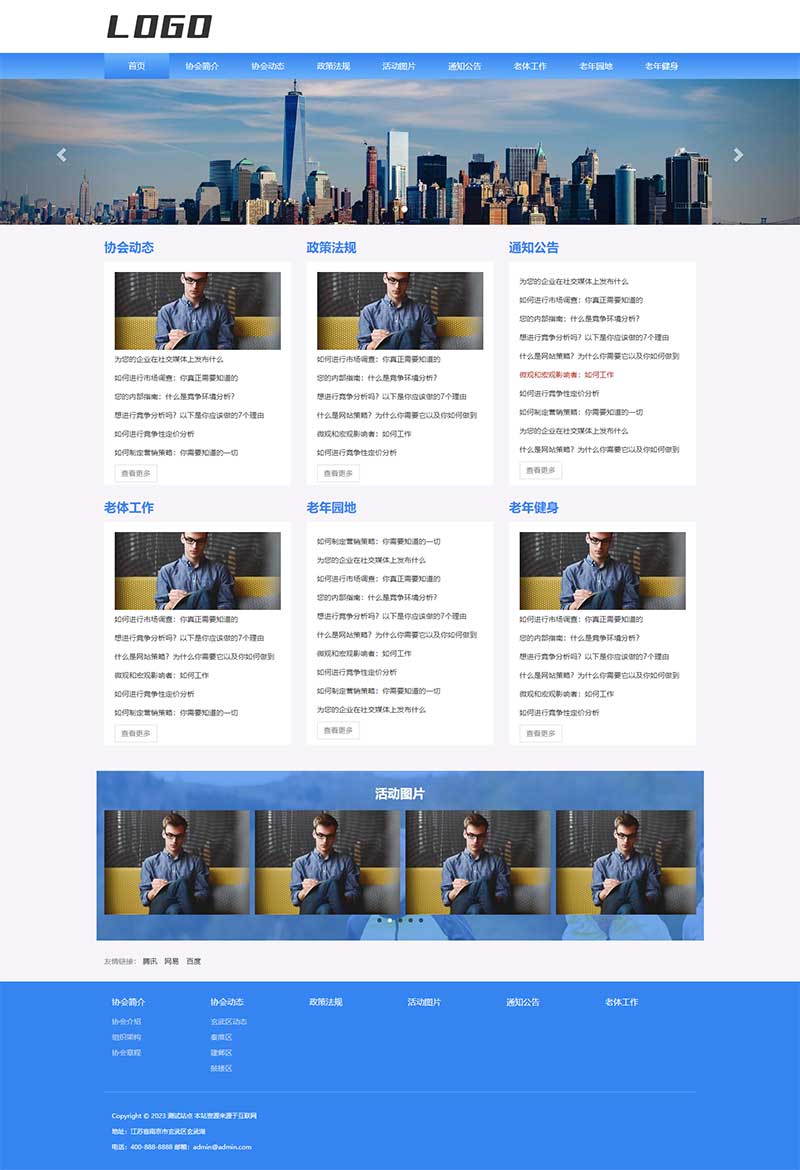 LOGO
首页 协会简介 协会动态 政策法规 活动图片 通知公告 老体工作 老年园地 老年健身
协会动态
为您的企业在社交媒体上发布什么
如何进行市场调查：你真正需要知道的
您的内部指南：什么是竞争环境分析？
想进行竞争分析吗？以下是你应该做的7个理由
如何进行竞争性定价分析
如何制定营销策略：你需要知道的一切
查看更多
政策法规
如何进行市场调查：你真正需要知道的
您的内部指南：什么是竞争环境分析？
想进行竞争分析吗？以下是你应该做的7个理由
什么是网站策略？为什么你需要它以及你如何做到
微观和宏观影响者：如何工作
如何进行竞争性定价分析
查看更多
通知公告
为您的企业在社交媒体上发布什么
如何进行市场调查：你真正需要知道的
您的内部指南：什么是竞争环境分析？
想进行竞争分析吗？以下是你应该做的7个理由
什么是网站策略？为什么你需要它以及你如何做到
微观和宏观影响者：如何工作
如何进行竞争性定价分析
如何制定营销策略：你需要知道的一切
为您的企业在社交媒体上发布什么
什么是网站策略？为什么你需要它以及你如何做到
查看更多
老体工作
如何进行市场调查：你真正需要知道的
想进行竞争分析吗？以下是你应该做的7个理由
什么是网站策略？为什么你需要它以及你如何做到
微观和宏观影响者：如何工作
如何进行竞争性定价分析
如何制定营销策略：你需要知道的一切
查看更多
老年园地
如何制定营销策略：你需要知道的一切
为您的企业在社交媒体上发布什么
如何进行市场调查：你真正需要知道的
您的内部指南：什么是竞争环境分析？
想进行竞争分析吗？以下是你应该做的7个理由
什么是网站策略？为什么你需要它以及你如何做到
微观和宏观影响者：如何工作
如何进行竞争性定价分析
如何制定营销策略：你需要知道的一切
为您的企业在社交媒体上发布什么
查看更多
老年健身
如何进行市场调查：你真正需要知道的
您的内部指南：什么是竞争环境分析？
想进行竞争分析吗？以下是你应该做的7个理由
什么是网站策略？为什么你需要它以及你如何做到
微观和宏观影响者：如何工作
如何进行竞争性定价分析
查看更多
活动图片
友情链接： 腾讯 网易 百度
协会简介 协会动态 政策法规 活动图片 通知公告 老体工作
协会介绍 玄武区动态
组织架构 秦淮区
协会章程 建邺区
鼓楼区
Copyright © 2023 测试站点 本站资源来源于互联网
地址：江苏省南京市玄武区玄武湖
电话：400-888-8888 邮箱：admin@admin.com